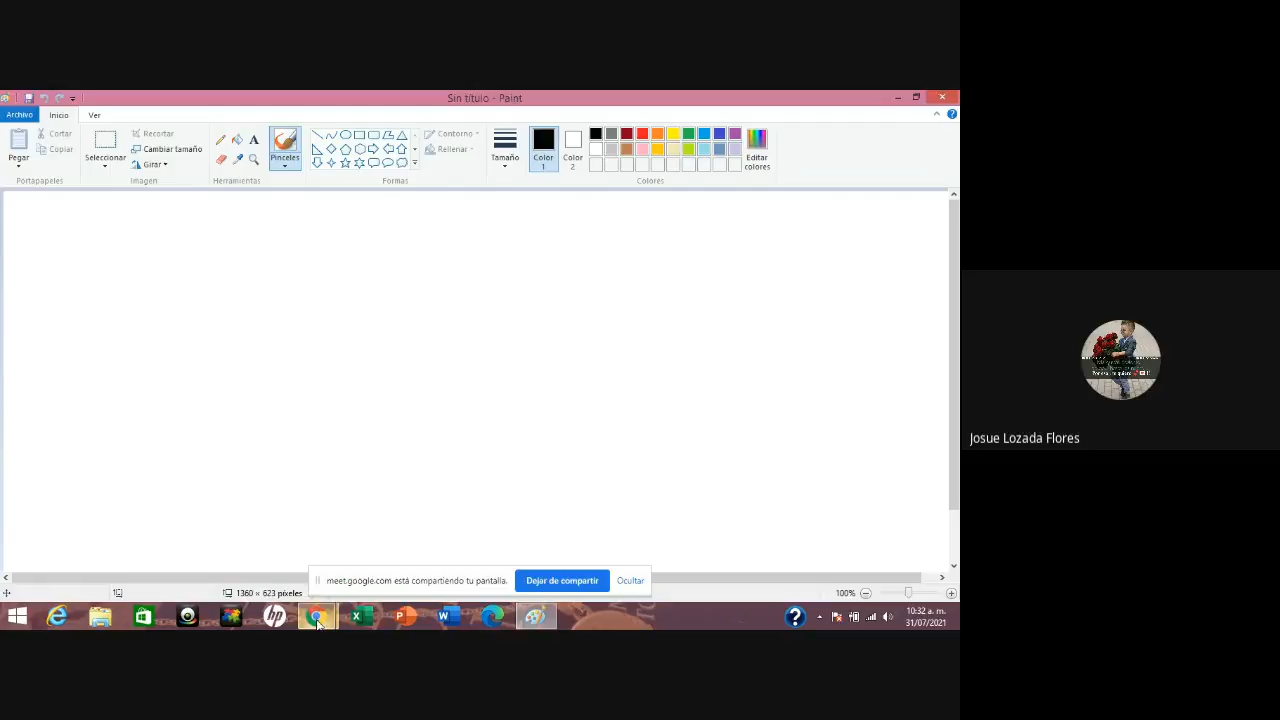 Sin título - Paint
Archivo Inicio Ver
Pegar
Cortar
Copiar
Portapapeles
Seleccionar
Recortar
Cambiar tamaño
Girar
Imagen
A
Herramientas
Pinceles
Contorno
Rellenar
Formas
Tamaño
Color 1
Color 2
Editar colores
Colores
Josue Lozada Flores
meet.google.com está compartiendo tu pantalla. Dejar de compartir Ocultar
1360 × 623 píxeles
100%
10:32 a. m.
31/07/2021